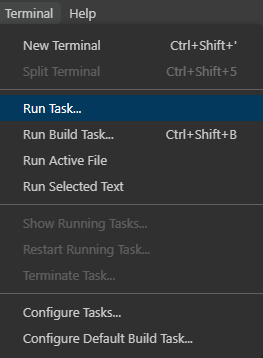 Terminal Help
New Terminal Ctrl+Shift+'
Split Terminal Ctrl+Shift+5
Run Task...
Run Build Task... Ctrl+Shift+B
Run Active File
Run Selected Text
Show Running Tasks...
Restart Running Task...
Terminate Task...
Configure Tasks...
Configure Default Build Task...